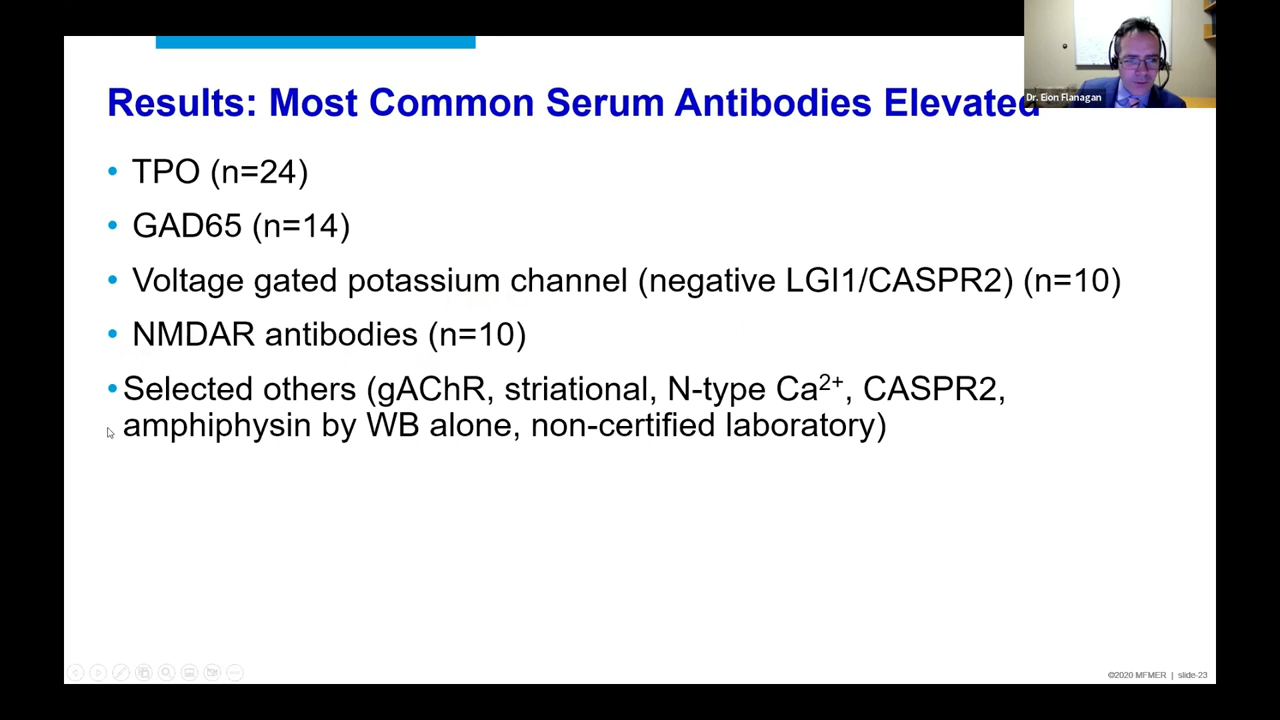 Results: Most Common Serum Antibodies Elevated
Dr. Eion Flanagan
• TPO (n=24)
• GAD65 (n=14)
• Voltage gated potassium channel (negative LGI1/CASPR2) (n=10)
• NMDAR antibodies (n=10)
• Selected others (gAChR, striational, N-type Ca²⁺, CASPR2,
amphiphysin by WB alone, non-certified laboratory)
©2020 MFMER | slide-23